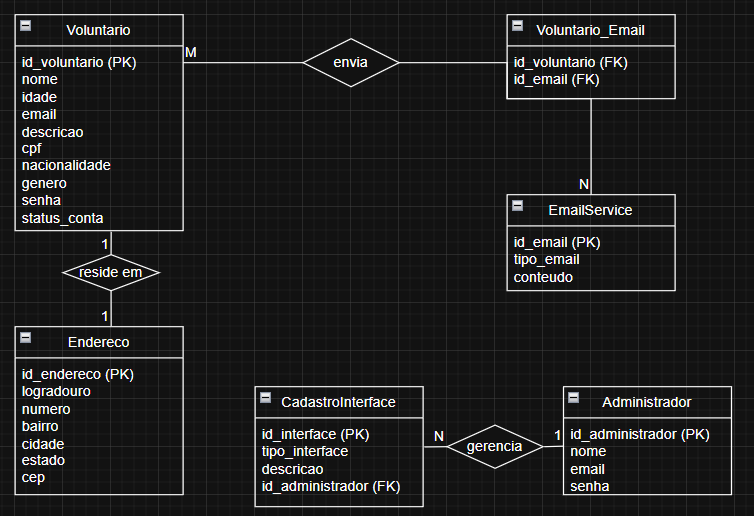 Voluntario
id_voluntario (PK)
nome
idade
email
descricao
cpf
nacionalidade
genero
senha
status_conta
M
envia
Voluntario_Email
id_voluntario (FK)
id_email (FK)
N
EmailService
id_email (PK)
tipo_email
conteudo
1
reside em
1
Endereco
id_endereco (PK)
logradouro
numero
bairro
cidade
estado
cep
CadastroInterface
id_interface (PK)
tipo_interface
descricao
id_administrador (FK)
N
gerencia
1
Administrador
id_administrador (PK)
nome
email
senha